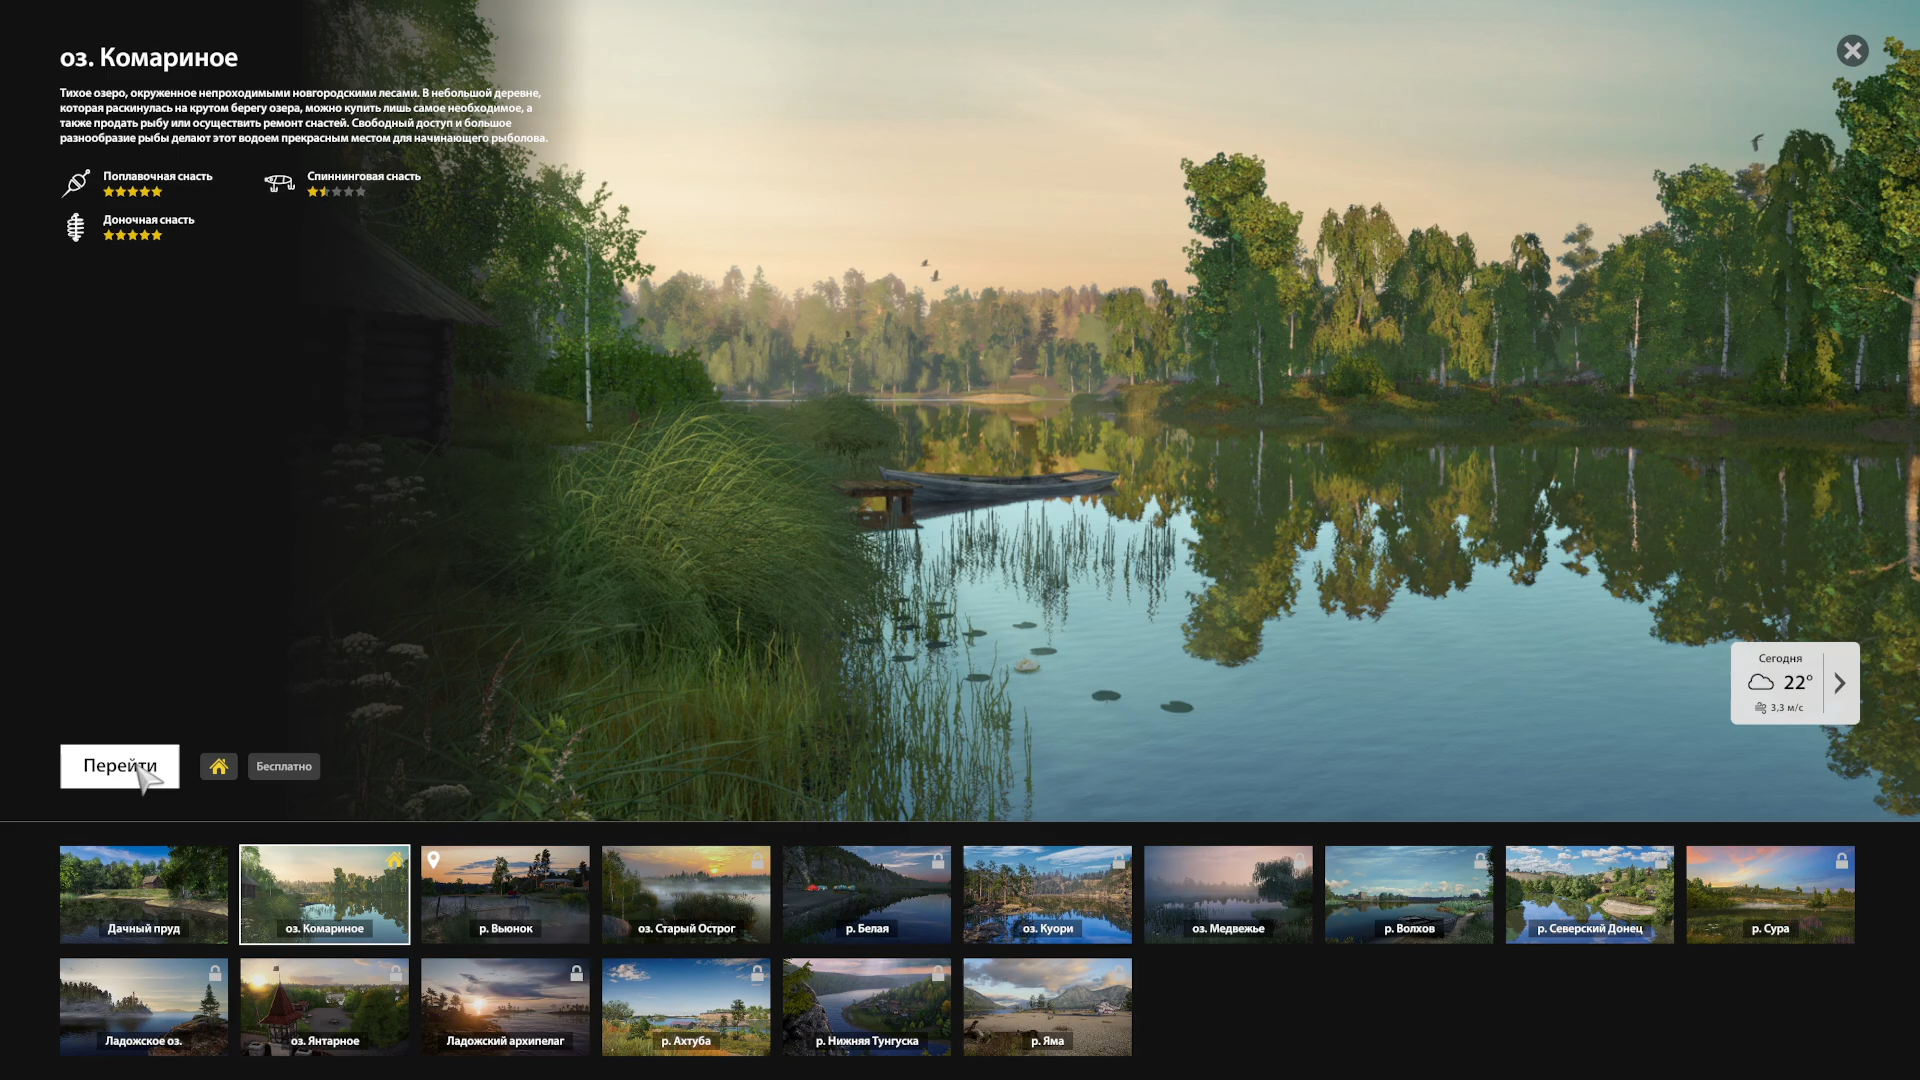 оз. Комариное
Тихое озеро, окруженное непроходимыми новгородскими лесами. В небольшой деревне,
которая раскинулась на крутом берегу озера, можно купить лишь самое необходимое, а
также продать рыбу или осуществить ремонт снастей. Свободный доступ и большое
разнообразие рыбы делают этот водоем прекрасным местом для начинающего рыболова.
Поплавочная снасть
Спиннинговая снасть
Доночная снасть
Сегодня
22°
3,3 м/с
Перейти
Бесплатно
Дачный пруд
оз. Комариное
р. Вьюнок
оз. Старый Острог
р. Белая
оз. Куори
оз. Медвежье
р. Волхов
р. Северский Донец
р. Сура
Ладожское оз.
оз. Янтарное
Ладожский архипелаг
р. Ахтуба
р. Нижняя Тунгуска
р. Яма